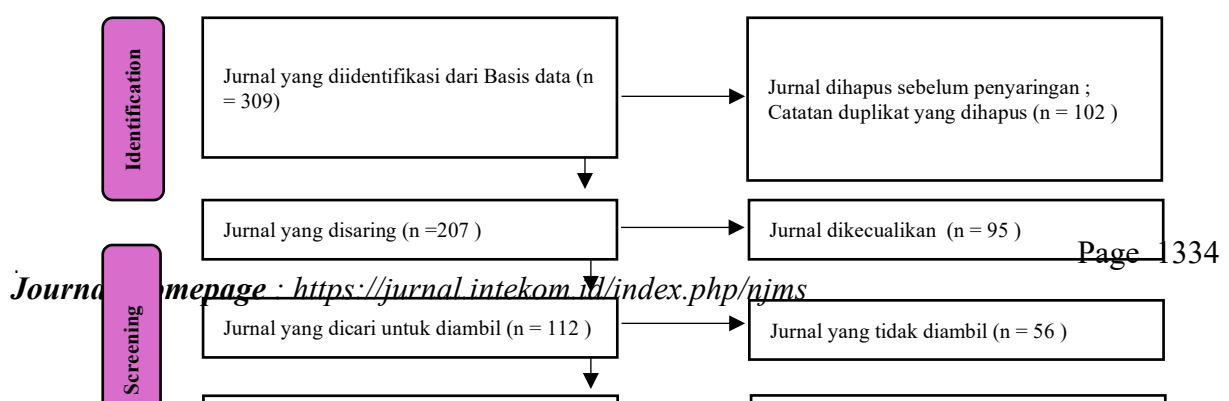 Identification
Jurnal yang diidentifikasi dari Basis data (n
= 309)
Jurnal dihapus sebelum penyaringan ;
Catatan duplikat yang dihapus (n = 102 )
Jurnal yang disaring (n =207 )
Jurnal dikecualikan (n = 95 )
Page 1334
: https://jurnal.intekom.id/index.php/njms
Screening
Jurnal yang dicari untuk diambil (n = 112 )
Jurnal yang tidak diambil (n = 56 )